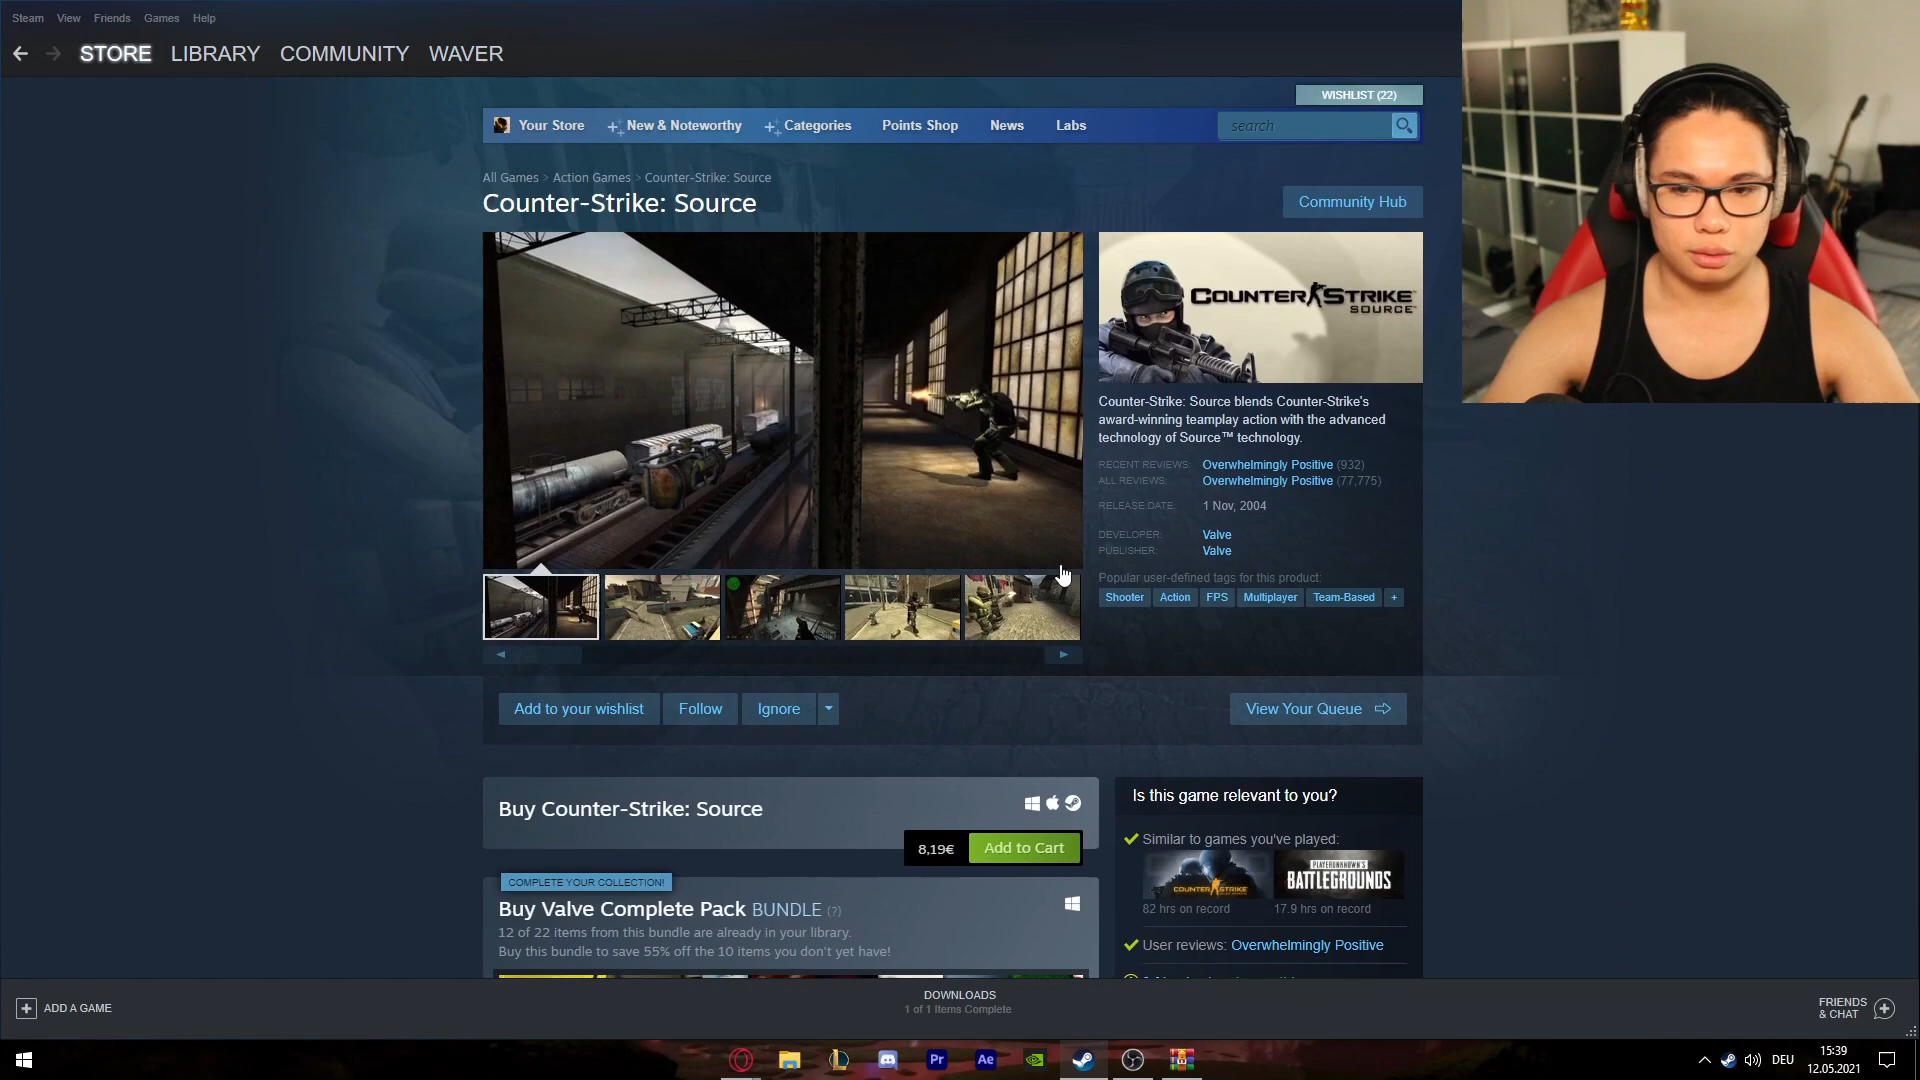 Steam View Friends Games Help
STORE LIBRARY COMMUNITY WAVER
WISHLIST (22)
Your Store New & Noteworthy Categories Points Shop News Labs search
All Games > Action Games > Counter-Strike: Source
Counter-Strike: Source
Community Hub
COUNTER STRIKE
SOURCE
Counter-Strike: Source blends Counter-Strike's
award-winning teamplay action with the advanced
technology of Source™ technology.
RECENT REVIEWS: Overwhelmingly Positive (932)
ALL REVIEWS: Overwhelmingly Positive (77,775)
RELEASE DATE: 1 Nov, 2004
DEVELOPER: Valve
PUBLISHER: Valve
Popular user-defined tags for this product:
Shooter Action FPS Multiplayer Team-Based +
Add to your wishlist Follow Ignore
View Your Queue
Buy Counter-Strike: Source
8,19€ Add to Cart
COMPLETE YOUR COLLECTION!
Buy Valve Complete Pack BUNDLE (?)
12 of 22 items from this bundle are already in your library.
Buy this bundle to save 55% off the 10 items you don't yet have!
Is this game relevant to you?
Similar to games you've played:
COUNTER STRIKE
PLAYERUNKNOWN'S
BATTLEGROUNDS
82 hrs on record 17.9 hrs on record
User reviews: Overwhelmingly Positive
ADD A GAME
DOWNLOADS
1 of 1 Items Complete
FRIENDS
& CHAT
Pr Ae
DEU
15:39
12.05.2021